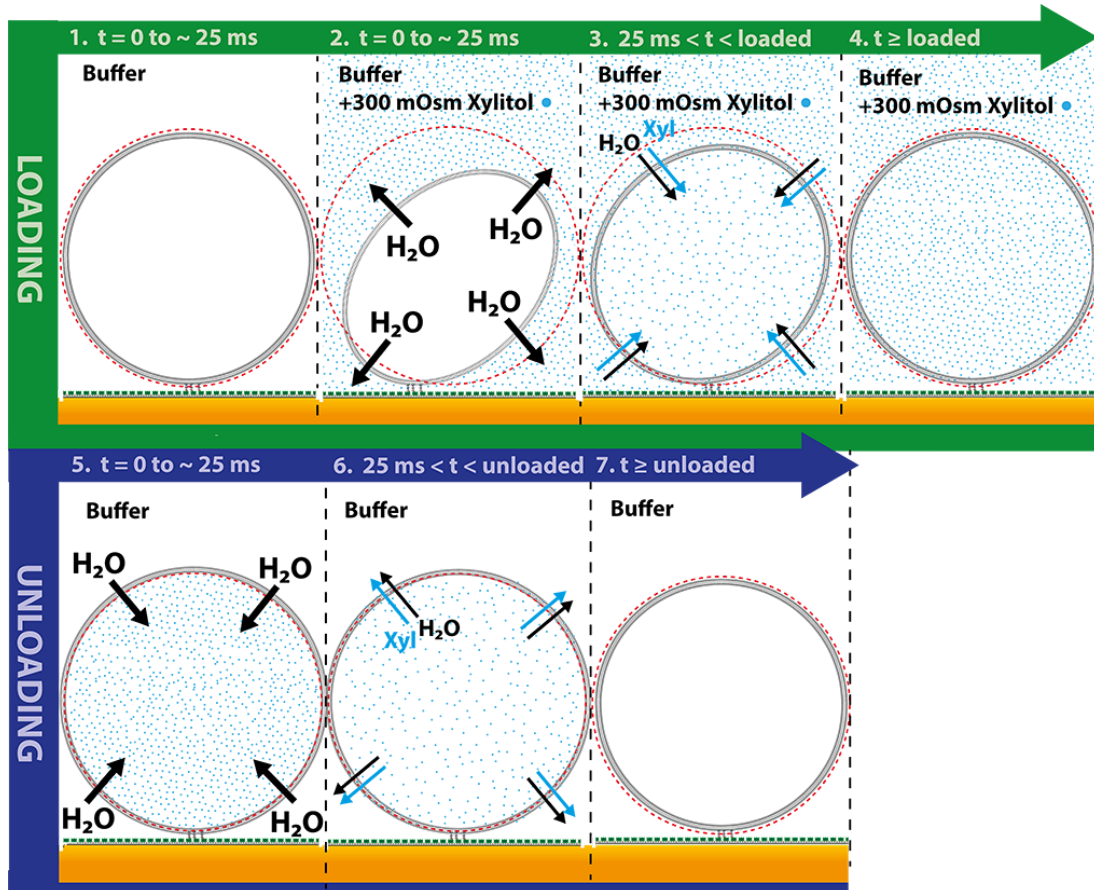 LOADING
1. t = 0 to ~ 25 ms
2. t = 0 to ~ 25 ms
3. 25 ms < t < loaded
4. t ≥ loaded
Buffer
Buffer
+300 mOsm Xylitol
Buffer
+300 mOsm Xylitol
Buffer
+300 mOsm Xylitol
H₂O
H₂O
H₂O
H₂O
H₂O
Xyl
UNLOADING
5. t = 0 to ~ 25 ms
6. 25 ms < t < unloaded
7. t ≥ unloaded
Buffer
Buffer
Buffer
H₂O
H₂O
H₂O
H₂O
H₂O
Xyl